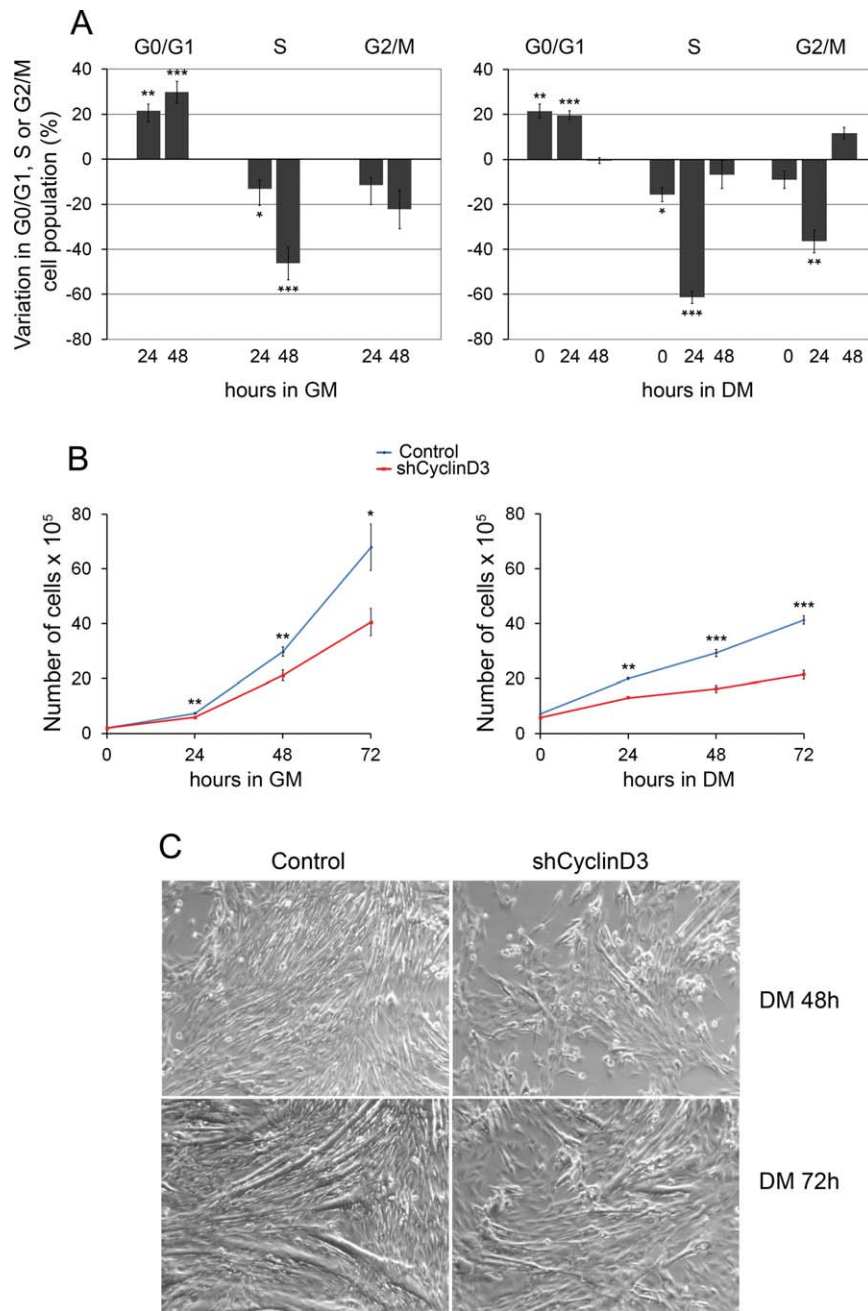 A
G0/G1 S G2/M
G0/G1 S G2/M
Variation in G0/G1, S or G2/M
cell population (%)
40
20
0
-20
-40
-60
-80
** ***
* ***
** ***
* ***
**
40
20
0
-20
-40
-60
-80
24 48 24 48 24 48
0 24 48 0 24 48 0 24 48
hours in GM
hours in DM
B
Control
shCyclinD3
Number of cells x 10⁵
80
60
40
20
0
** ** *
0 24 48 72
hours in GM
Number of cells x 10⁵
80
60
40
20
0
** *** ***
0 24 48 72
hours in DM
C
Control shCyclinD3
DM 48h
DM 72h